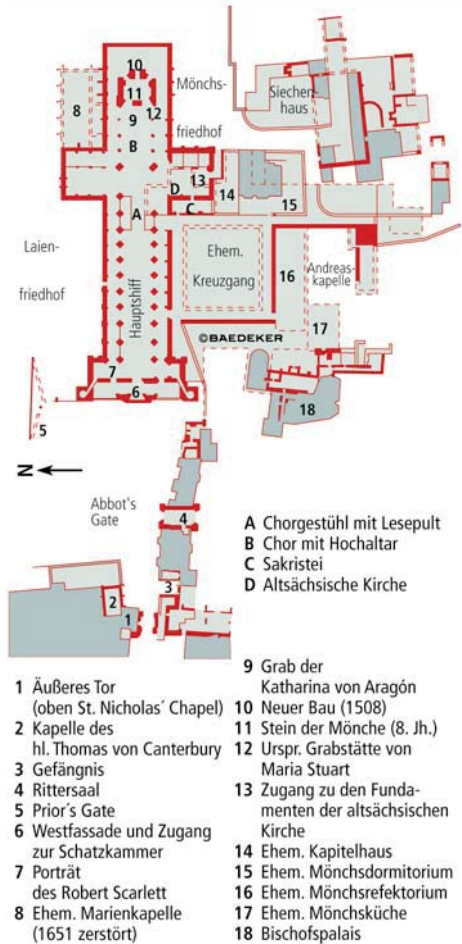 10
Mönchs-
Siechen-
haus
11
8
9
12
friedhof
B
13
D
14
15
C
A
Laien-
Ehem.
friedhof
Kreuzgang
16
Andreas-
kapelle
Hauptshiff
17
©BAEDEKER
7
6
18
5
N
Abbot's
Gate
4
3
2
1
A Chorgestühl mit Lesepult
B Chor mit Hochaltar
C Sakristei
D Altsächsische Kirche
1 Äußeres Tor
(oben St. Nicholas´ Chapel)
2 Kapelle des
hl. Thomas von Canterbury
3 Gefängnis
4 Rittersaal
5 Prior´s Gate
6 Westfassade und Zugang
zur Schatzkammer
7 Porträt
des Robert Scarlett
8 Ehem. Marienkapelle
(1651 zerstört)
9 Grab der
Katharina von Aragón
10 Neuer Bau (1508)
11 Stein der Mönche (8. Jh.)
12 Urspr. Grabstätte von
Maria Stuart
13 Zugang zu den Funda-
menten der altsächsischen
Kirche
14 Ehem. Kapitelhaus
15 Ehem. Mönchsdormitorium
16 Ehem. Mönchsrefektorium
17 Ehem. Mönchsküche
18 Bischofspalais